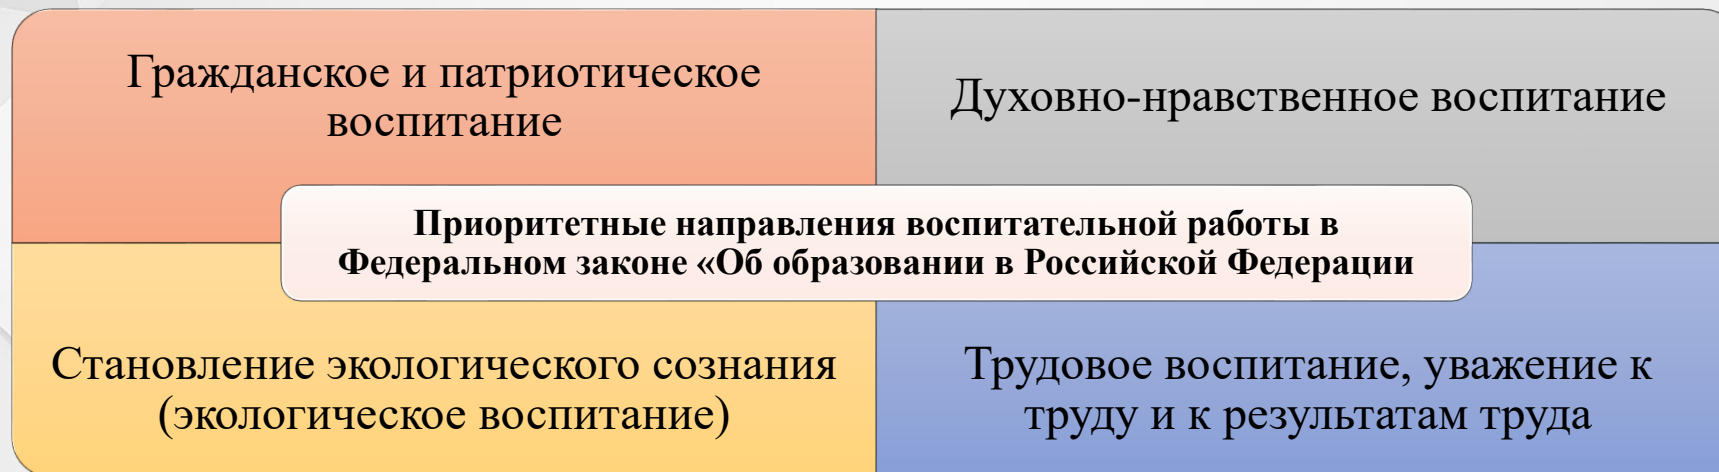 Гражданское и патриотическое
воспитание
Духовно-нравственное воспитание
Приоритетные направления воспитательной работы в
Федеральном законе «Об образовании в Российской Федерации
Становление экологического сознания
(экологическое воспитание)
Трудовое воспитание, уважение к
труду и к результатам труда